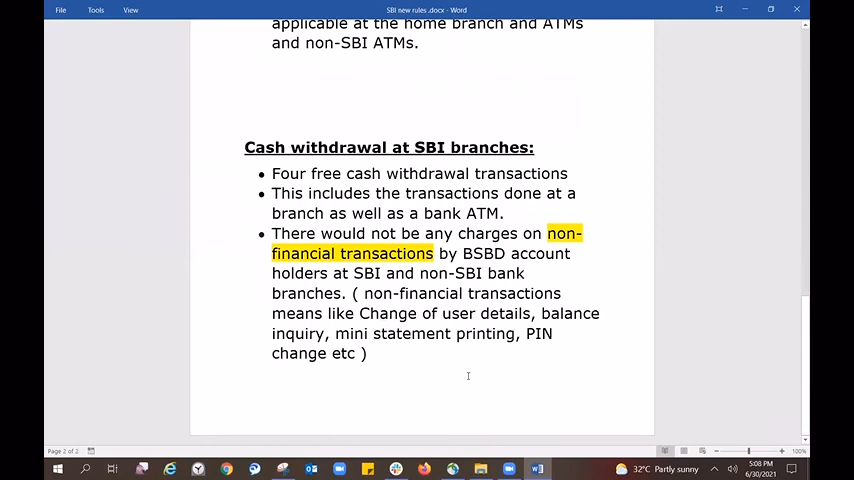 File Tools View SBI new rules .docx - Word
applicable at the home branch and ATMs
and non-SBI ATMs.
Cash withdrawal at SBI branches:
• Four free cash withdrawal transactions
• This includes the transactions done at a
branch as well as a bank ATM.
• There would not be any charges on non-
financial transactions by BSBD account
holders at SBI and non-SBI bank
branches. ( non-financial transactions
means like Change of user details, balance
inquiry, mini statement printing, PIN
change etc )
Page 2 of 2 100%
32°C Partly sunny 5:08 PM
6/30/2021